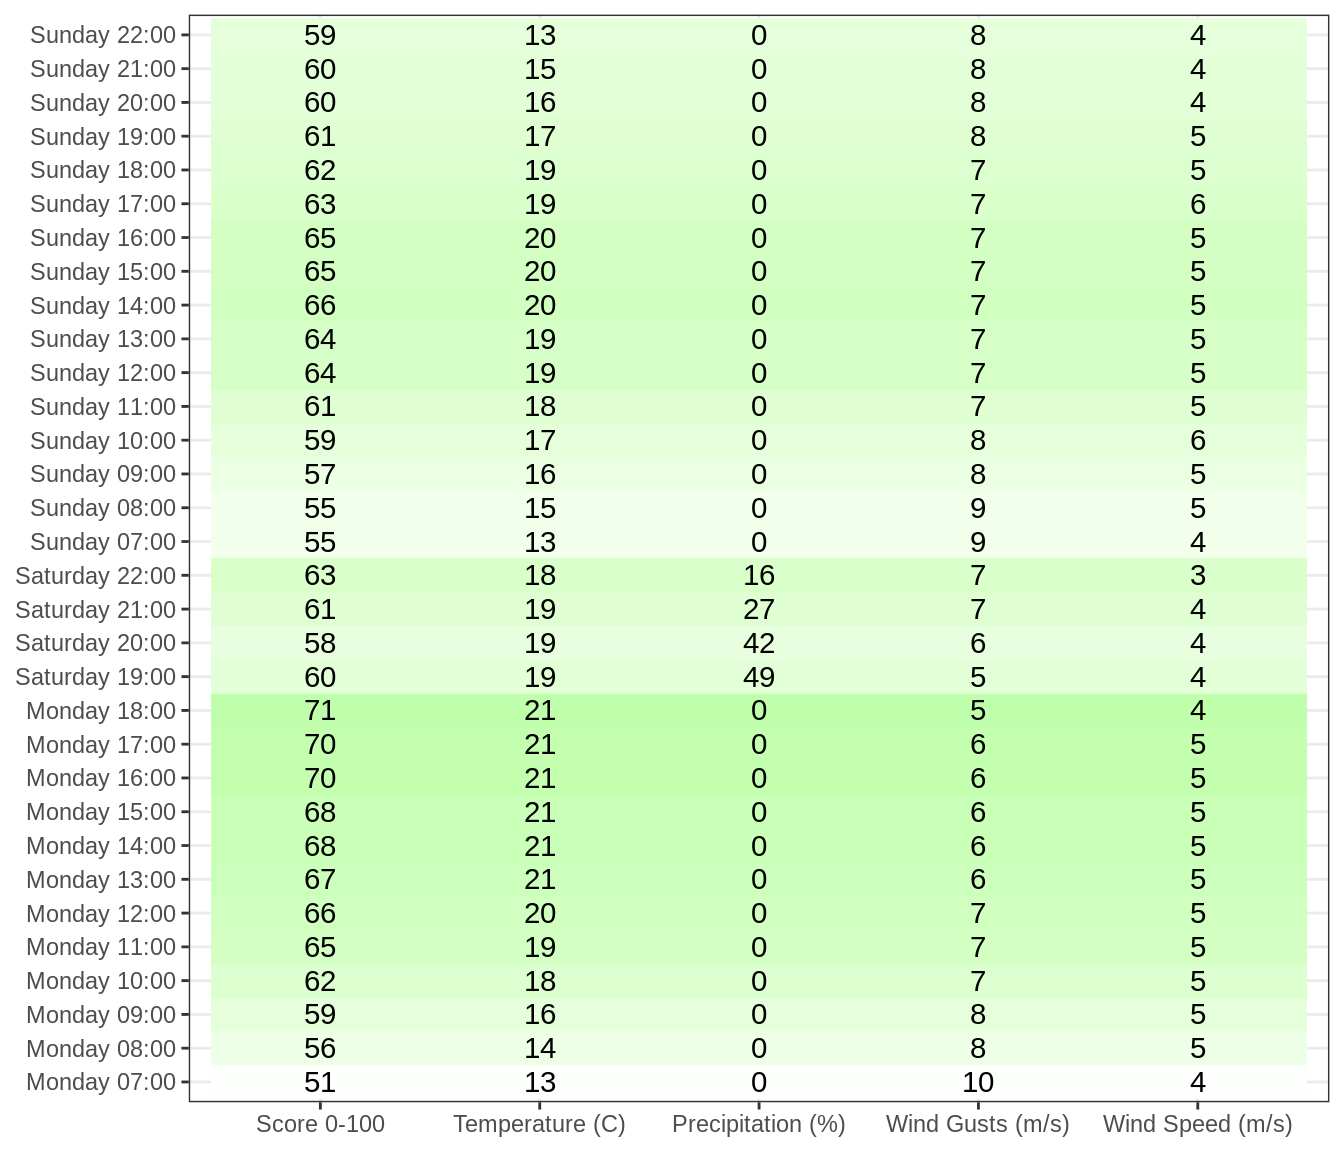 Sunday 22:00 59 13 0 8 4
Sunday 21:00 60 15 0 8 4
Sunday 20:00 60 16 0 8 4
Sunday 19:00 61 17 0 8 5
Sunday 18:00 62 19 0 7 5
Sunday 17:00 63 19 0 7 6
Sunday 16:00 65 20 0 7 5
Sunday 15:00 65 20 0 7 5
Sunday 14:00 66 20 0 7 5
Sunday 13:00 64 19 0 7 5
Sunday 12:00 64 19 0 7 5
Sunday 11:00 61 18 0 7 5
Sunday 10:00 59 17 0 8 6
Sunday 09:00 57 16 0 8 5
Sunday 08:00 55 15 0 9 5
Sunday 07:00 55 13 0 9 4
Saturday 22:00 63 18 16 7 3
Saturday 21:00 61 19 27 7 4
Saturday 20:00 58 19 42 6 4
Saturday 19:00 60 19 49 5 4
Monday 18:00 71 21 0 5 4
Monday 17:00 70 21 0 6 5
Monday 16:00 70 21 0 6 5
Monday 15:00 68 21 0 6 5
Monday 14:00 68 21 0 6 5
Monday 13:00 67 21 0 6 5
Monday 12:00 66 20 0 7 5
Monday 11:00 65 19 0 7 5
Monday 10:00 62 18 0 7 5
Monday 09:00 59 16 0 8 5
Monday 08:00 56 14 0 8 5
Monday 07:00 51 13 0 10 4
Score 0-100 Temperature (C) Precipitation (%) Wind Gusts (m/s) Wind Speed (m/s)